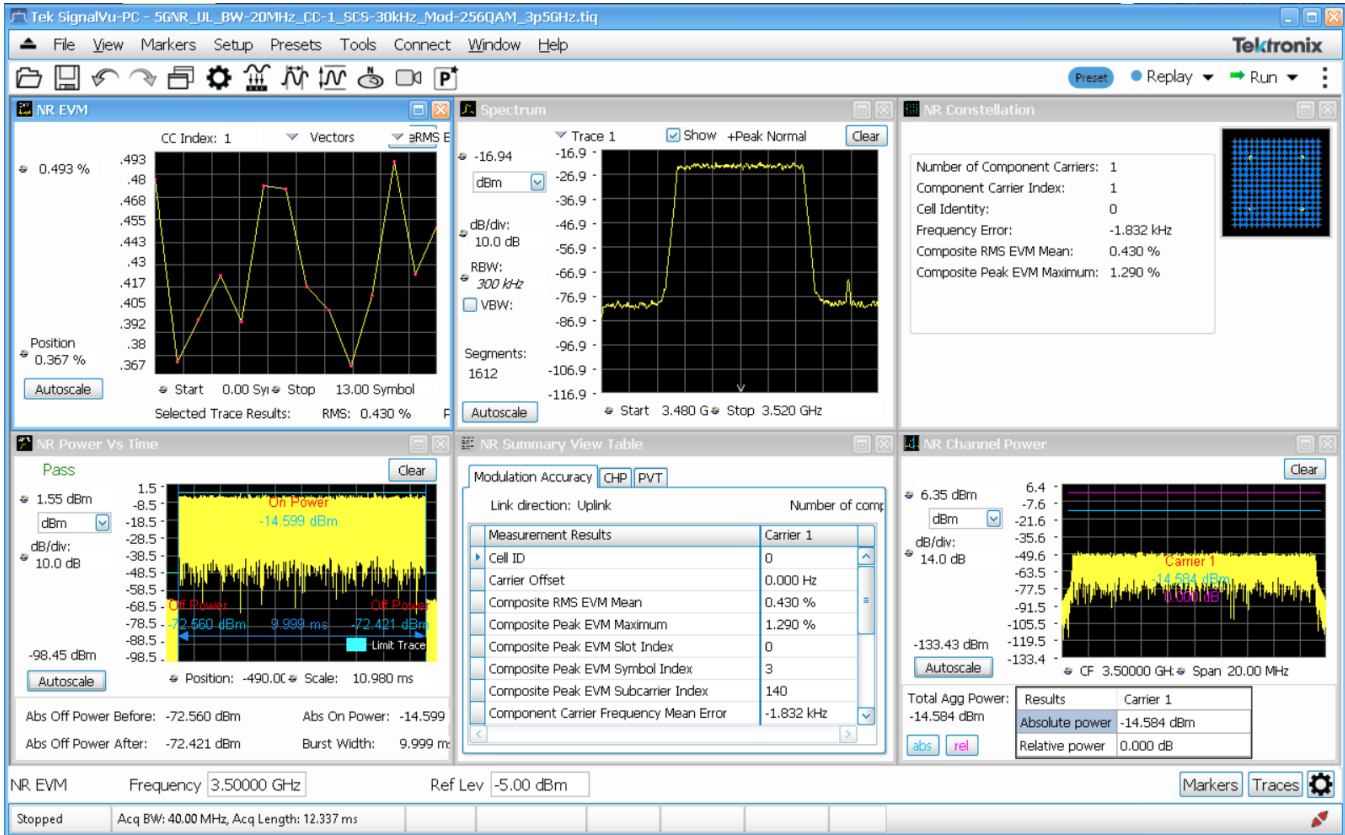 Tek SignalVu-PC - 5GNR_UL_BW-20MHz_CC-1_SCS-30kHz_Mod-256QAM_3p5GHz.tiq
File View Markers Setup Presets Tools Connect Window Help
Tektronix
P
Preset Replay Run
NR EVM
CC Index: 1 Vectors RMS E
0.493 %
.493
.48
.468
.455
.443
.43
.417
.405
.392
.38
.367
Position
0.367 %
Autoscale
Start 0.00 Stop 13.00 Symbol
Selected Trace Results: RMS: 0.430 %
Spectrum
Trace 1 Show +Peak Normal Clear
-16.94
dBm
dB/div:
10.0 dB
RBW:
300 kHz
VBW:
Segments:
1612
Autoscale
-16.9
-26.9
-36.9
-46.9
-56.9
-66.9
-76.9
-86.9
-96.9
-106.9
-116.9
Start 3.480 G Stop 3.520 GHz
NR Constellation
Number of Component Carriers: 1
Component Carrier Index: 1
Cell Identity: 0
Frequency Error: -1.832 kHz
Composite RMS EVM Mean: 0.430 %
Composite Peak EVM Maximum: 1.290 %
NR Power Vs Time
Pass
Clear
1.55 dBm
dBm
dB/div:
10.0 dB
-98.45 dBm
Autoscale
1.5
-8.5
-18.5
-28.5
-38.5
-48.5
-58.5
-68.5
-78.5
-88.5
-98.5
On Power
-14.599 dBm
Off Power Off Power
-72.560 dBm 9.999 ms -72.421 dBm
Limit Trace
Position: -490.0 Scale: 10.980 ms
Abs Off Power Before: -72.560 dBm Abs On Power: -14.599
Abs Off Power After: -72.421 dBm Burst Width: 9.999 m
NR Summary View Table
Modulation Accuracy CHP PVT
Link direction: Uplink Number of comp
Measurement Results Carrier 1
Cell ID 0
Carrier Offset 0.000 Hz
Composite RMS EVM Mean 0.430 %
Composite Peak EVM Maximum 1.290 %
Composite Peak EVM Slot Index 0
Composite Peak EVM Symbol Index 3
Composite Peak EVM Subcarrier Index 140
Component Carrier Frequency Mean Error -1.832 kHz
NR Channel Power
Clear
6.35 dBm
dBm
dB/div:
14.0 dB
-133.43 dBm
Autoscale
6.4
-7.6
-21.6
-35.6
-49.6
-63.5
-77.5
-91.5
-105.5
-119.5
-133.4
Carrier 1
-14.584 dBm
0.000 dB
CF 3.50000 GH Span 20.00 MHz
Total Agg Power:
-14.584 dBm
abs rel
Results Carrier 1
Absolute power -14.584 dBm
Relative power 0.000 dB
NR EVM Frequency 3.50000 GHz Ref Lev -5.00 dBm Markers Traces
Stopped Acq BW: 40.00 MHz, Acq Length: 12.337 ms